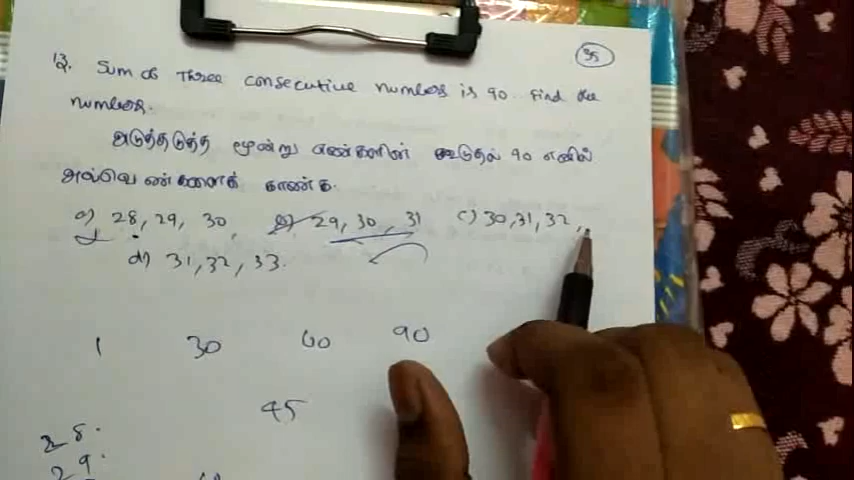 35
13. Sum of Three consecutive numbers is 90. Find the
numbers.
அடுத்தடுத்த மூன்று எண்களின் கூடுதல் 90 எனில்
அவ்வெண்களைக் காண்க.
a) 28, 29, 30, b) 29, 30, 31 c) 30, 31, 32,
d) 31, 32, 33.
1 30 60 90
45
28.
29.